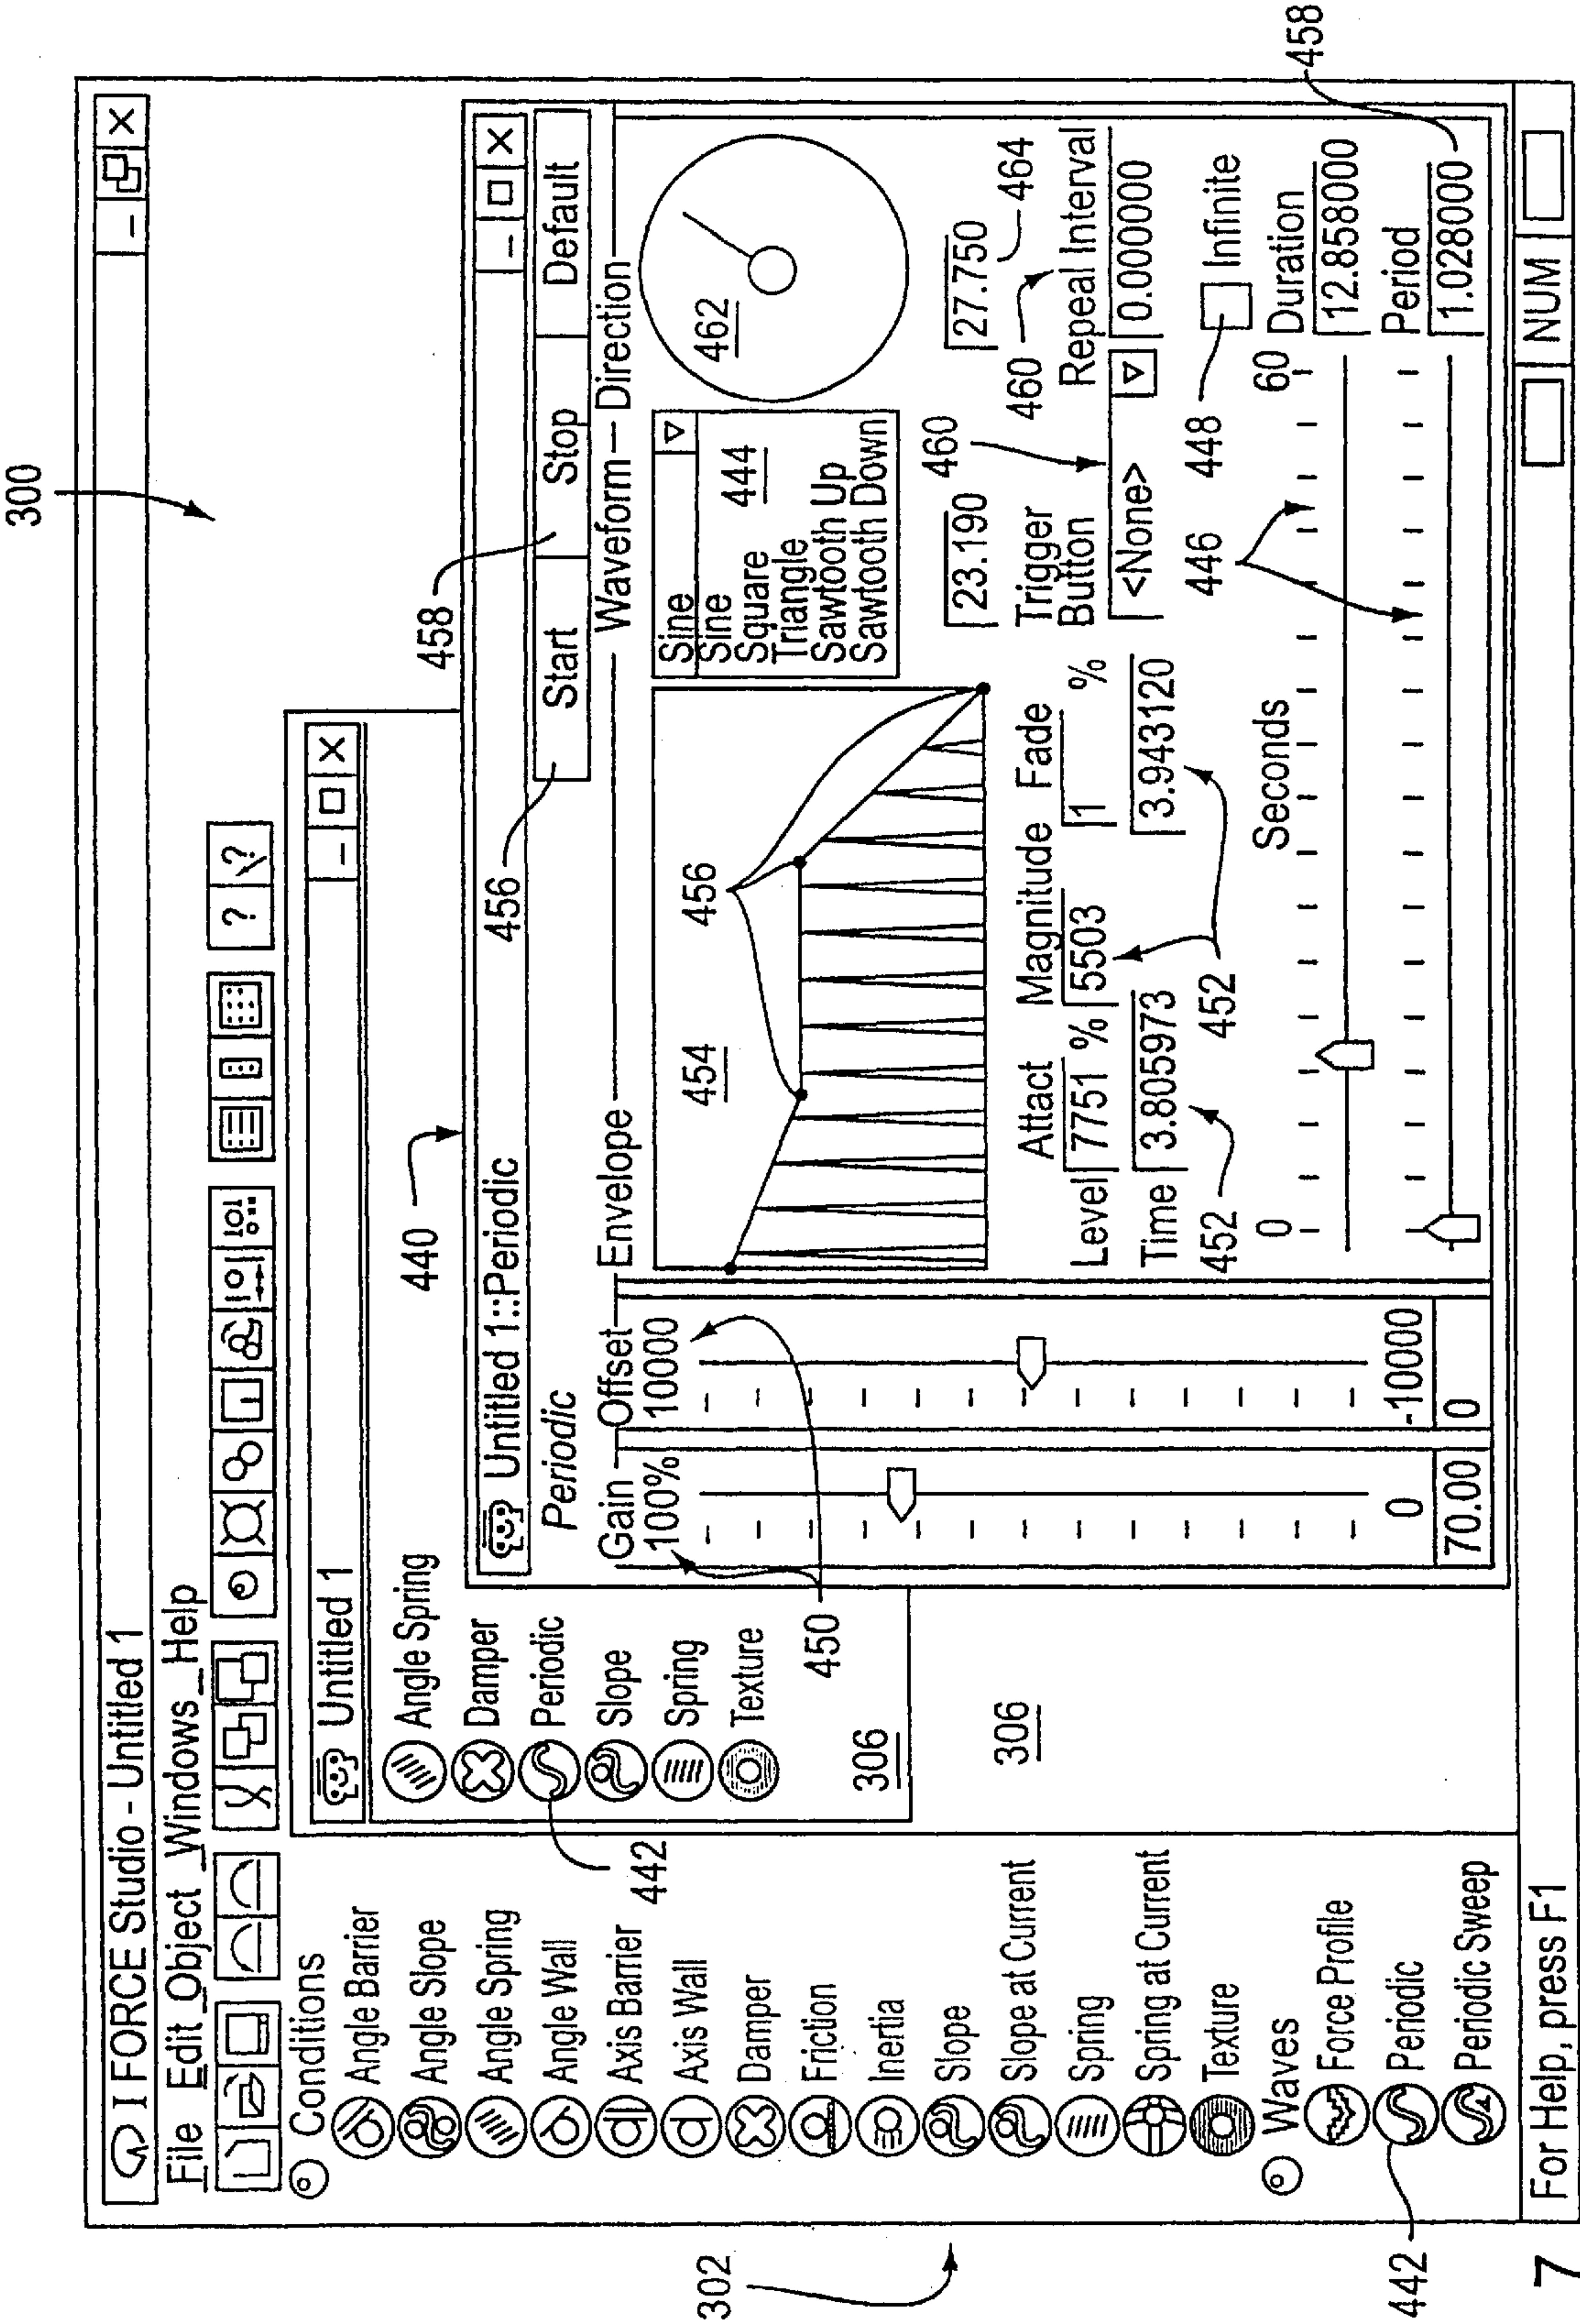 300
I FORCE Studio - Untitled 1
File Edit Object Windows Help
? ?
Conditions
Angle Barrier
Angle Slope
Angle Spring
Angle Wall
Axis Barrier
Axis Wall
Damper
Friction
Inertia
Slope
Slope at Current
Spring
Spring at Current
Texture
Waves
Force Profile
Periodic
Periodic Sweep
302
442
Untitled 1
Angle Spring
Damper
Periodic
Slope
Spring
Texture
442
306
306
450
440
456
458
Untitled 1::Periodic
Periodic
Start Stop Default
Gain Offset Envelope Waveform Direction
100% 10000
0 -10000
70.00 0
454
456
Sine
Sine
Square
Triangle
Sawtooth Up
Sawtooth Down
444
462
23.190
27.750
464
460
460
Attact Magnitude Fade
Level 7751 % 5503 1 %
Time 3.805973 3.943120
452
452
Trigger Button
<None>
Repeal Interval
0.000000
446
448
Infinite
0 Seconds 60
Duration
12.858000
Period
1.028000
458
For Help, press F1
NUM
7